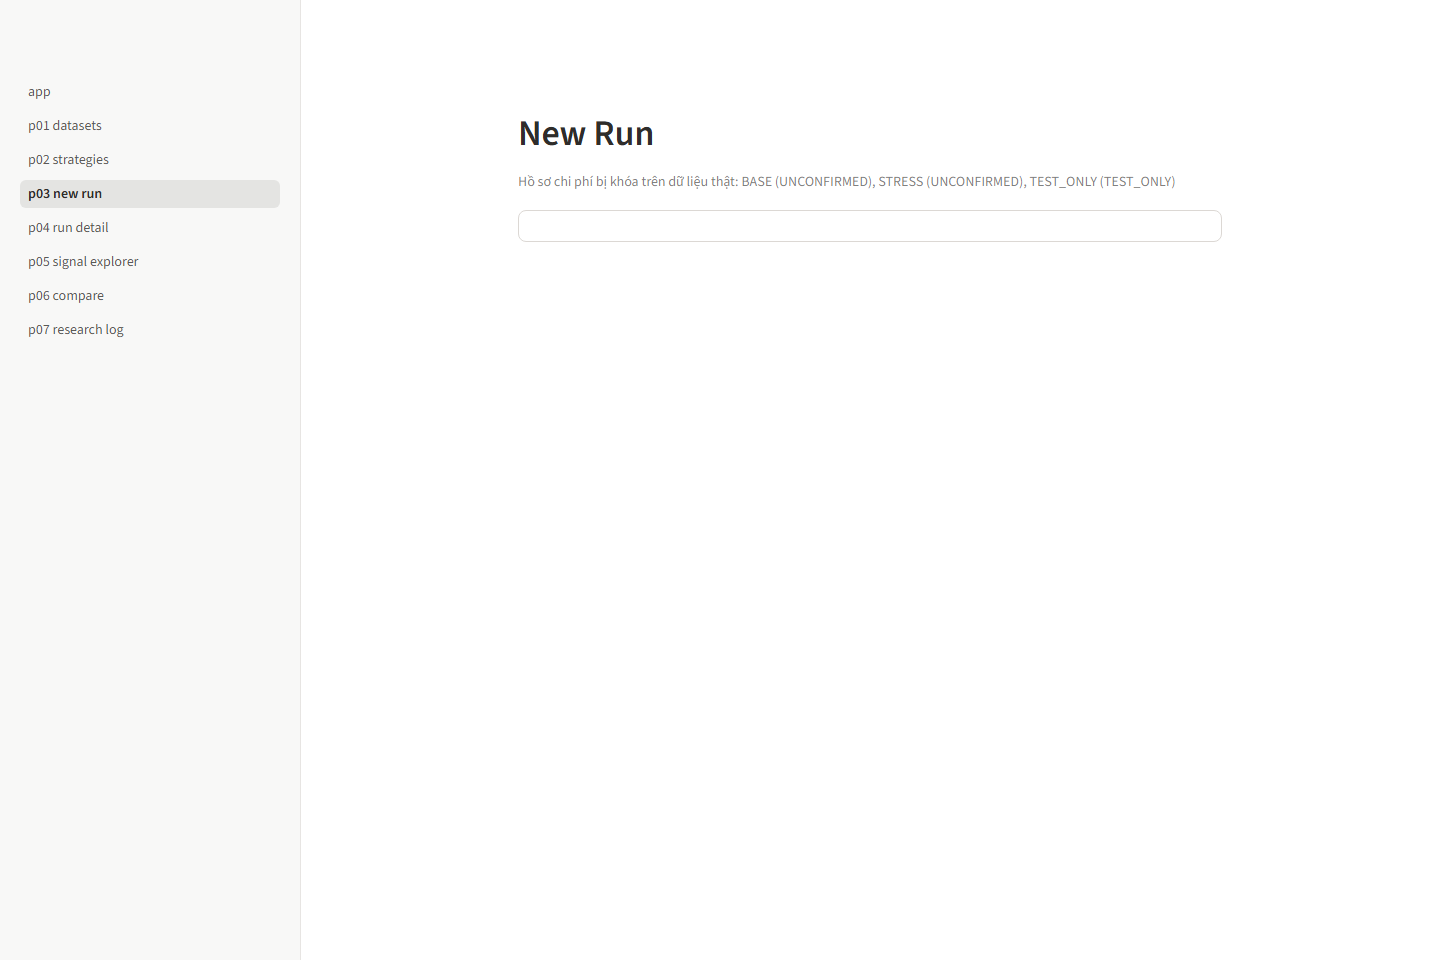 app
p01 datasets
p02 strategies
p03 new run
p04 run detail
p05 signal explorer
p06 compare
p07 research log
New Run
Hồ sơ chi phí bị khóa trên dữ liệu thật: BASE (UNCONFIRMED), STRESS (UNCONFIRMED), TEST_ONLY (TEST_ONLY)